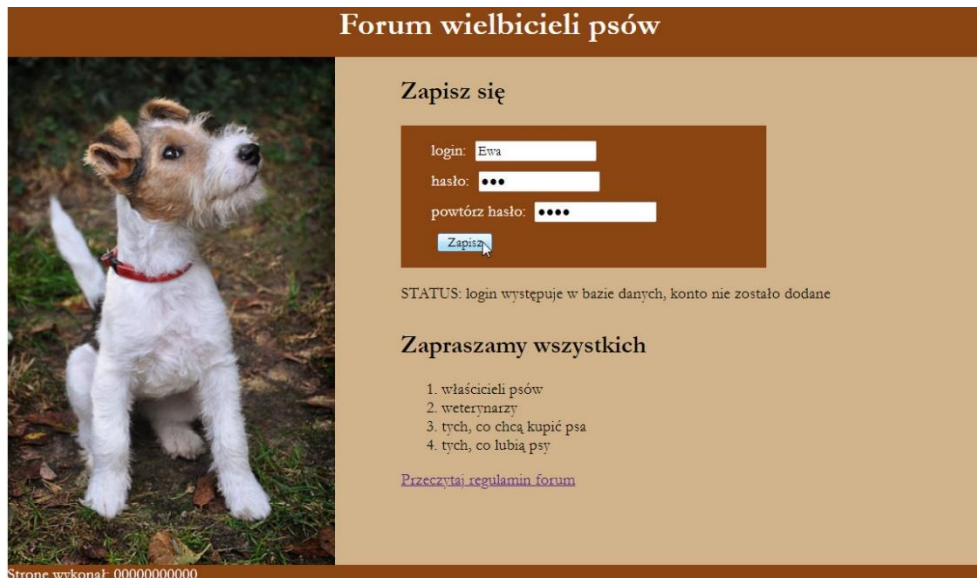 Forum wielbicieli psów
Zapisz się
login: Ewa
hasło: •••
powtórz hasło: ••••
Zapisz
STATUS: login występuje w bazie danych, konto nie zostało dodane
Zapraszamy wszystkich
1. właścicieli psów
2. weterynarzy
3. tych, co chcą kupić psa
4. tych, co lubią psy
Przeczytaj regulamin forum
Stronę wykonał: 00000000000